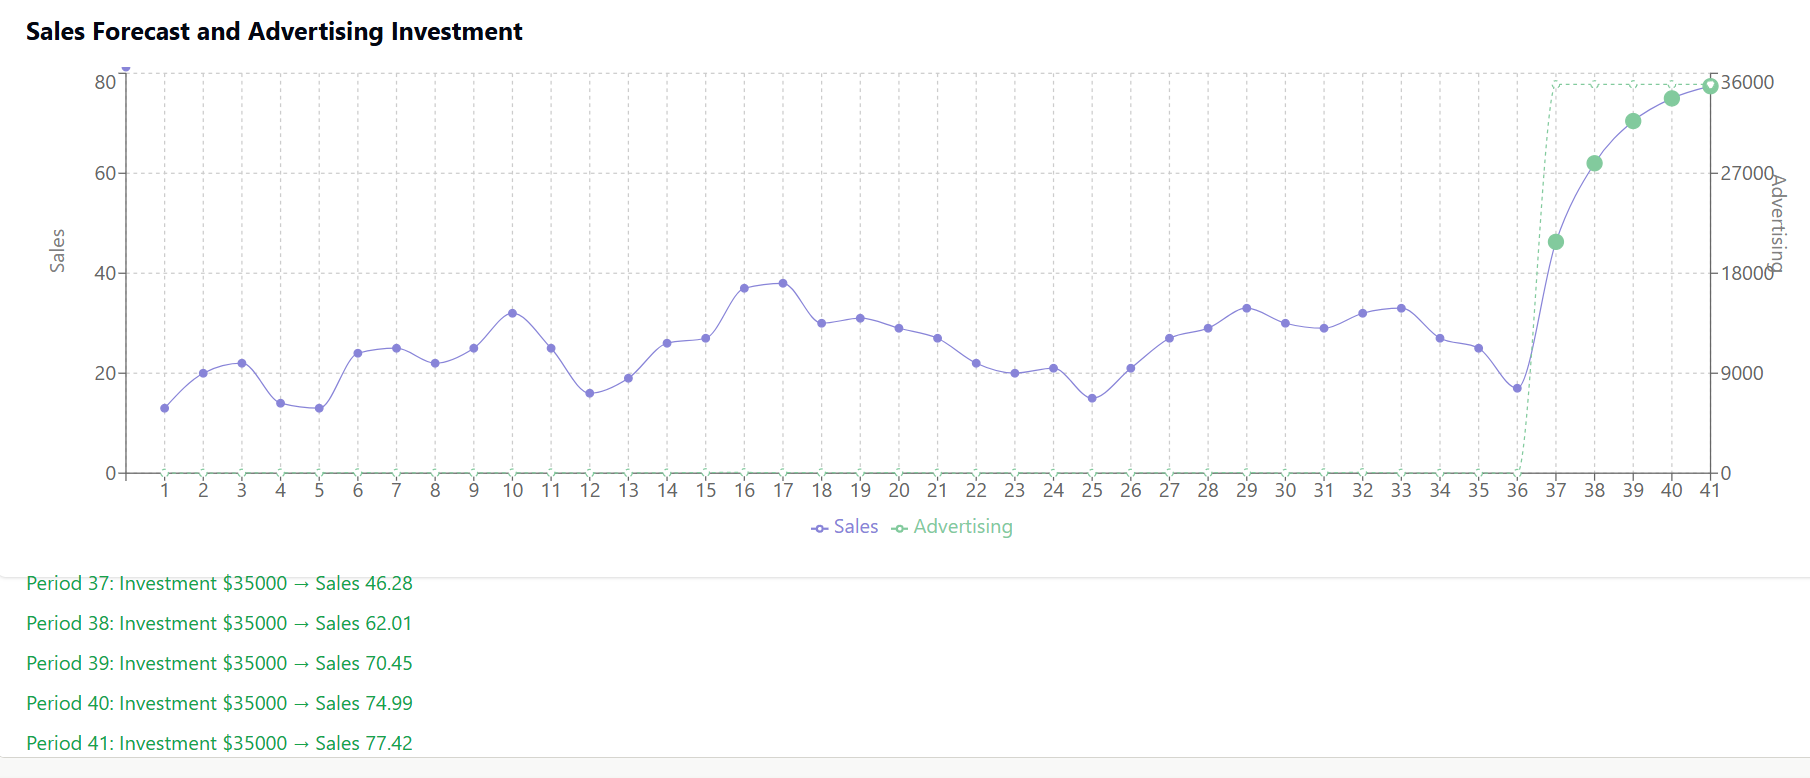 Sales Forecast and Advertising Investment
80
60
40
20
0
Sales
36000
27000
18000
9000
0
Advertising
1 2 3 4 5 6 7 8 9 10 11 12 13 14 15 16 17 18 19 20 21 22 23 24 25 26 27 28 29 30 31 32 33 34 35 36 37 38 39 40 41
Sales Advertising
Period 37: Investment $35000 → Sales 46.28
Period 38: Investment $35000 → Sales 62.01
Period 39: Investment $35000 → Sales 70.45
Period 40: Investment $35000 → Sales 74.99
Period 41: Investment $35000 → Sales 77.42